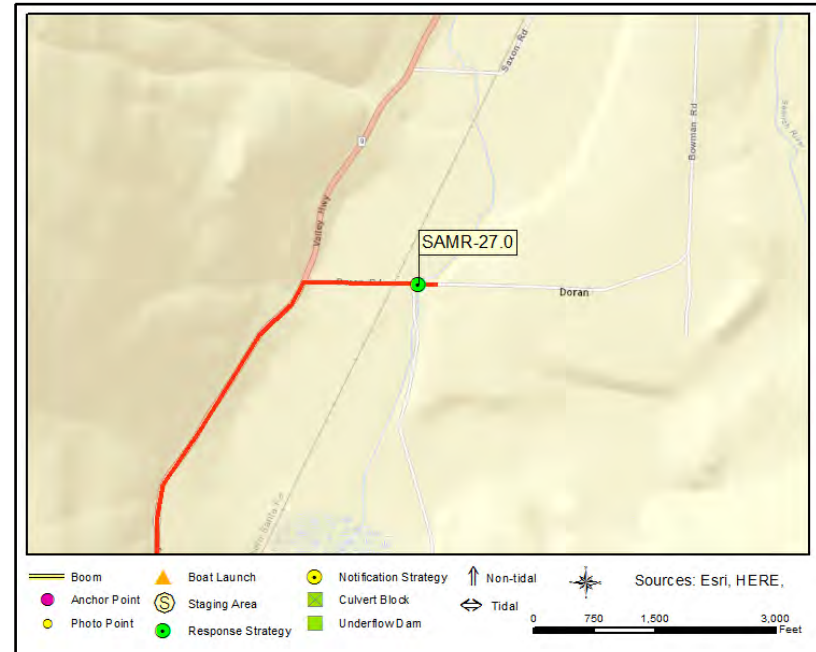 Saxon Rd
Bowman Rd
9
Valley Hwy
SAMR-27.0
Doran
Boom
Boat Launch
Notification Strategy
Non-tidal
Sources: Esri, HERE,
Anchor Point
S
Staging Area
Culvert Block
Tidal
Photo Point
Response Strategy
Underflow Dam
0 750 1,500 3,000
Feet